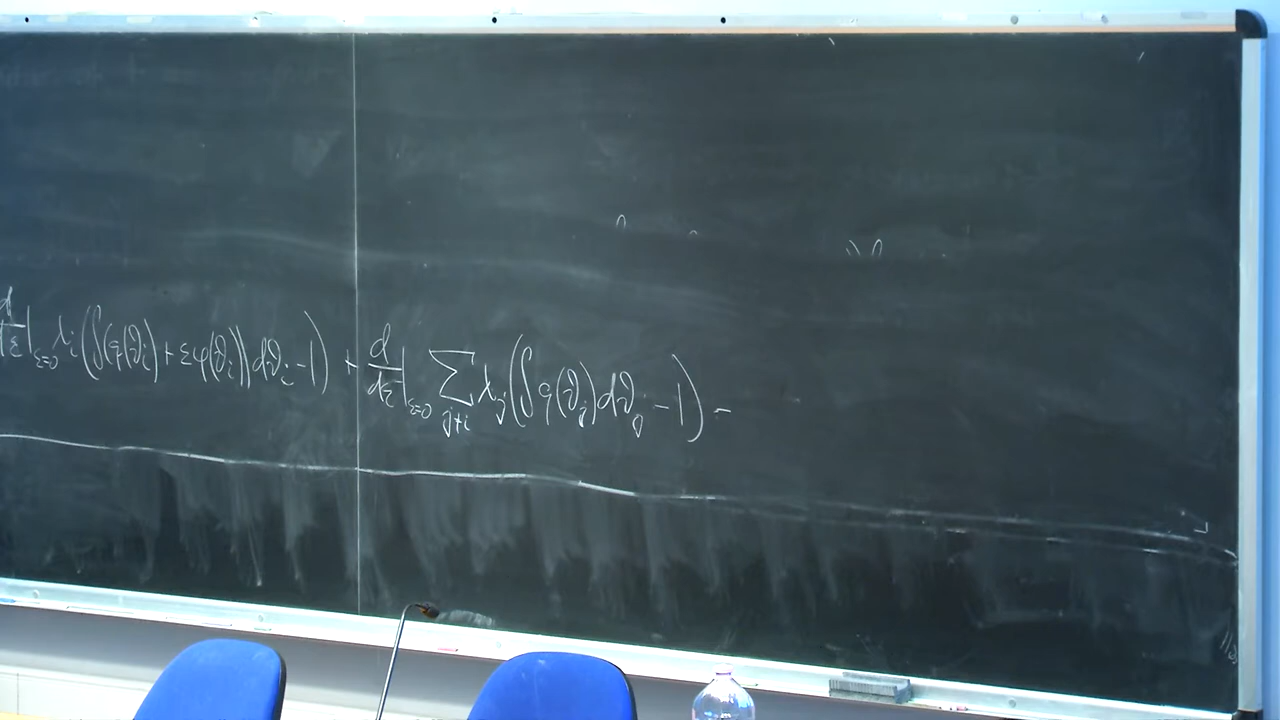 d/dε|ε=0 λi(∫(q(ϑi)+εφ(ϑi))dϑi-1) + d/dε|ε=0 ∑j≠i λj(∫q(ϑj)dϑj-1) -